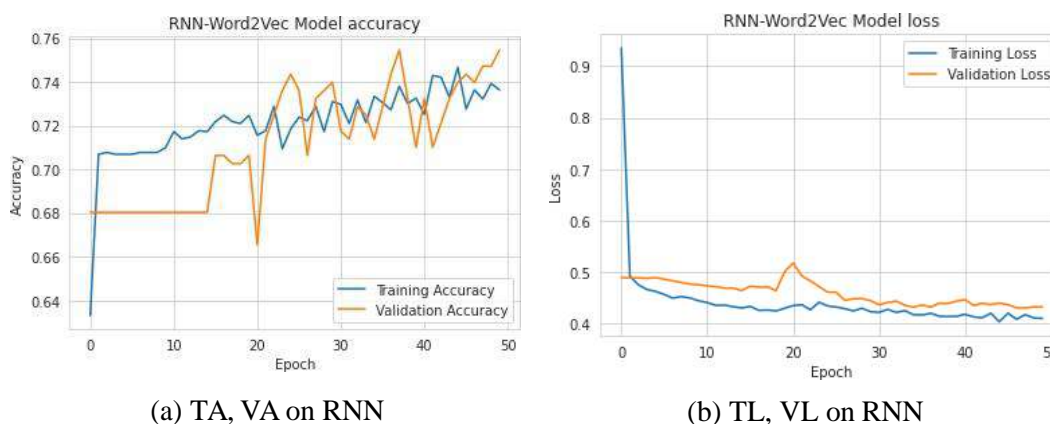 RNN-Word2Vec Model accuracy
0.76
0.74
0.72
0.70
0.68
0.66
0.64
Accuracy
Training Accuracy
Validation Accuracy
0 10 20 30 40 50
Epoch
(a) TA, VA on RNN
RNN-Word2Vec Model loss
Training Loss
Validation Loss
0.9
0.8
0.7
0.6
0.5
0.4
Loss
0 10 20 30 40 50
Epoch
(b) TL, VL on RNN